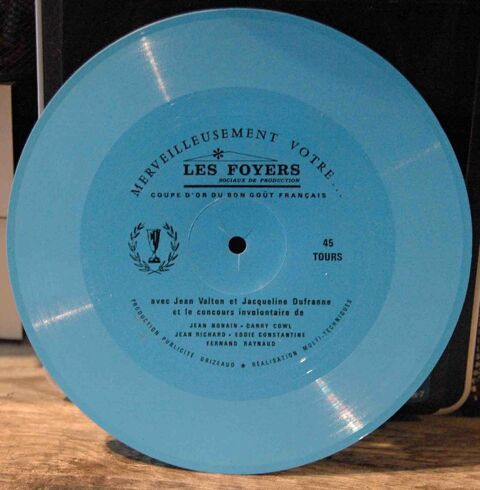 MERVEILLEUSEMENT VOTRE...
LES FOYERS
SOCIAUX DE PRODUCTION
COUPE D'OR DU BON GOÛT FRANÇAIS
45
TOURS
avec Jean Valton et Jacqueline Dufranne
et le concours involontaire de
JEAN NOHAIN - DARRY COWL
JEAN RICHARD - EDDIE CONSTANTINE
FERNAND RAYNAUD
PRODUCTION PUBLICITÉ GRIZEAUD ★ RÉALISATION MULTI-TECHNIQUES